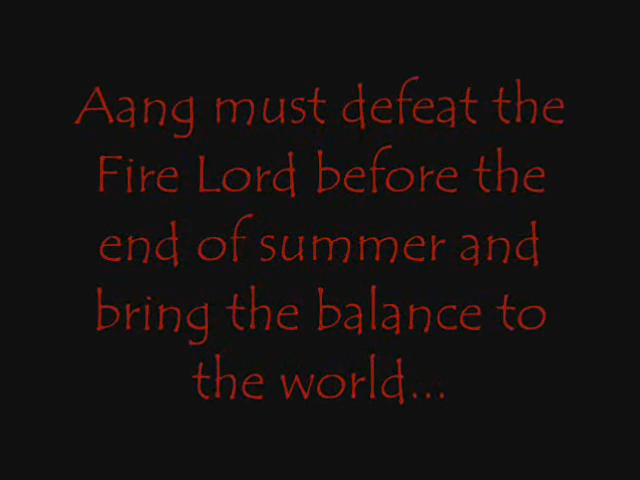 Aang must defeat the
Fire Lord before the
end of summer and
bring the balance to
the world...